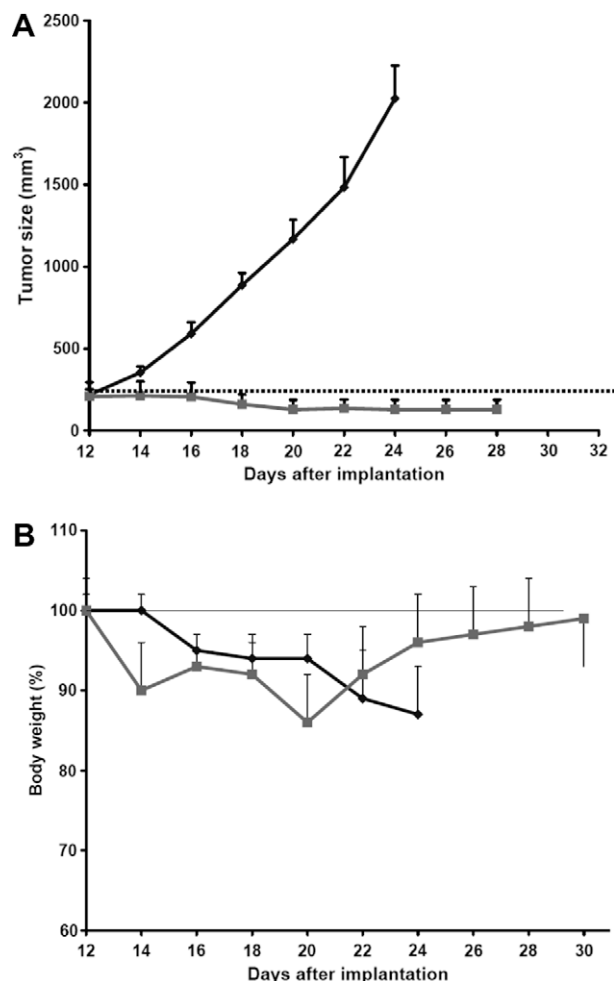 A
Tumor size (mm³)
2500
2000
1500
1000
500
0
12 14 16 18 20 22 24 26 28 30 32
Days after implantation
B
Body weight (%)
110
100
90
80
70
60
12 14 16 18 20 22 24 26 28 30
Days after implantation